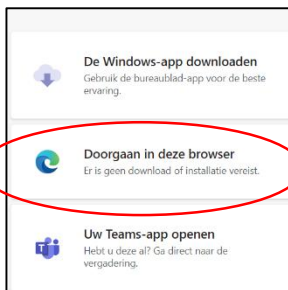 De Windows-app downloaden
Gebruik de bureaublad-app voor de beste
ervaring.
Doorgaan in deze browser
Er is geen download of installatie vereist.
Uw Teams-app openen
Hebt u deze al? Ga direct naar de
vergadering.